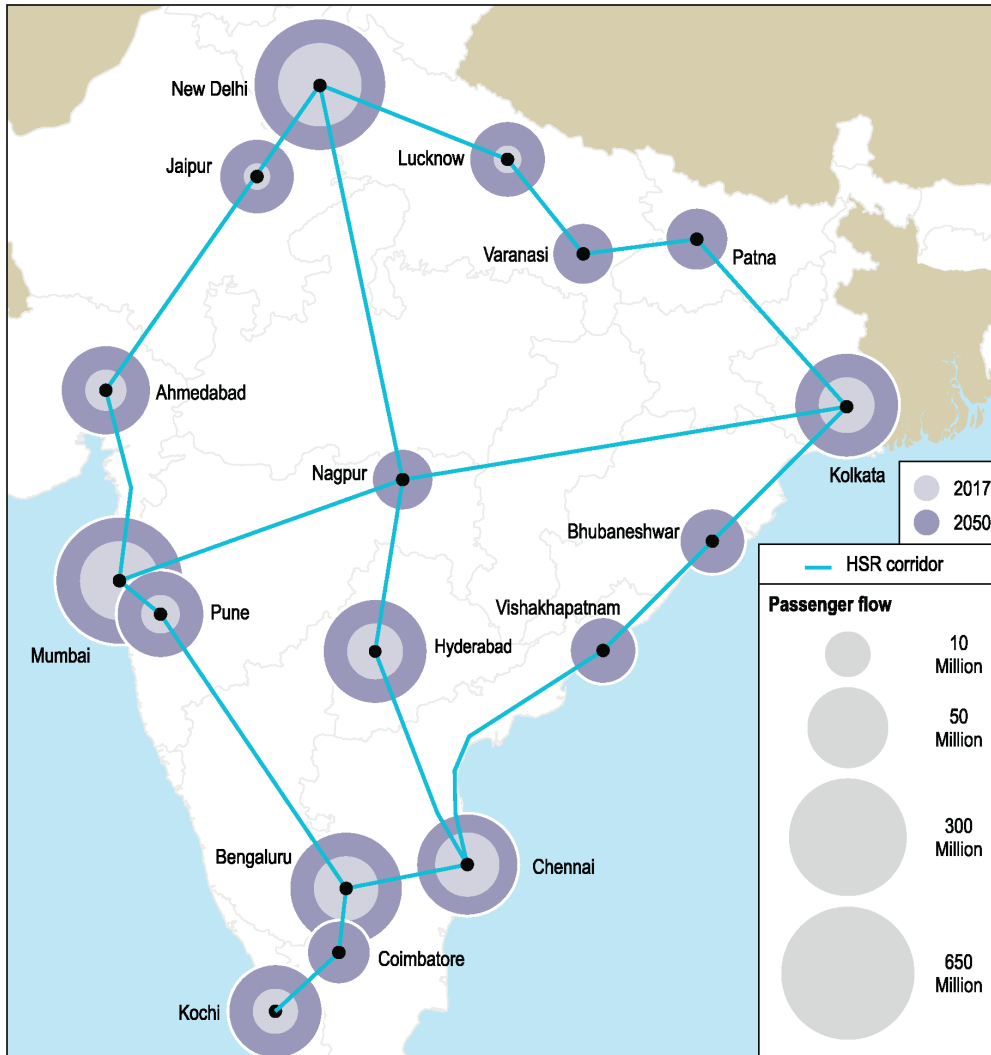 New Delhi
Jaipur
Lucknow
Varanasi
Patna
Ahmedabad
Nagpur
Kolkata
Bhubaneshwar
Vishakhapatnam
Pune
Mumbai
Hyderabad
Bengaluru
Chennai
Coimbatore
Kochi
2017
2050
HSR corridor
Passenger flow
10
Million
50
Million
300
Million
650
Million